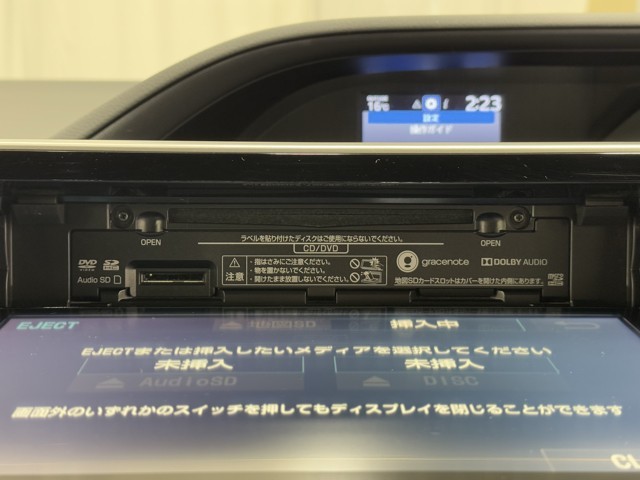 16℃ 2:23
設定
操作ガイド
ラベルを貼り付けたディスクはご使用にならないでください。
OPEN CD/DVD OPEN
注意
・指はさみにご注意ください。
・物を置かないでください。
・開けたまま放置しないでください。
gracenote DOLBY AUDIO
DVD SD
Audio SD
地図SDカードスロットはカバーを開けた内側にあります。
EJECT 地図SD 挿入中
EJECTまたは挿入したいメディアを選択してください
未挿入 未挿入
AudioSD DISC
画面外のいずれかのスイッチを押してもディスプレイを閉じることができます